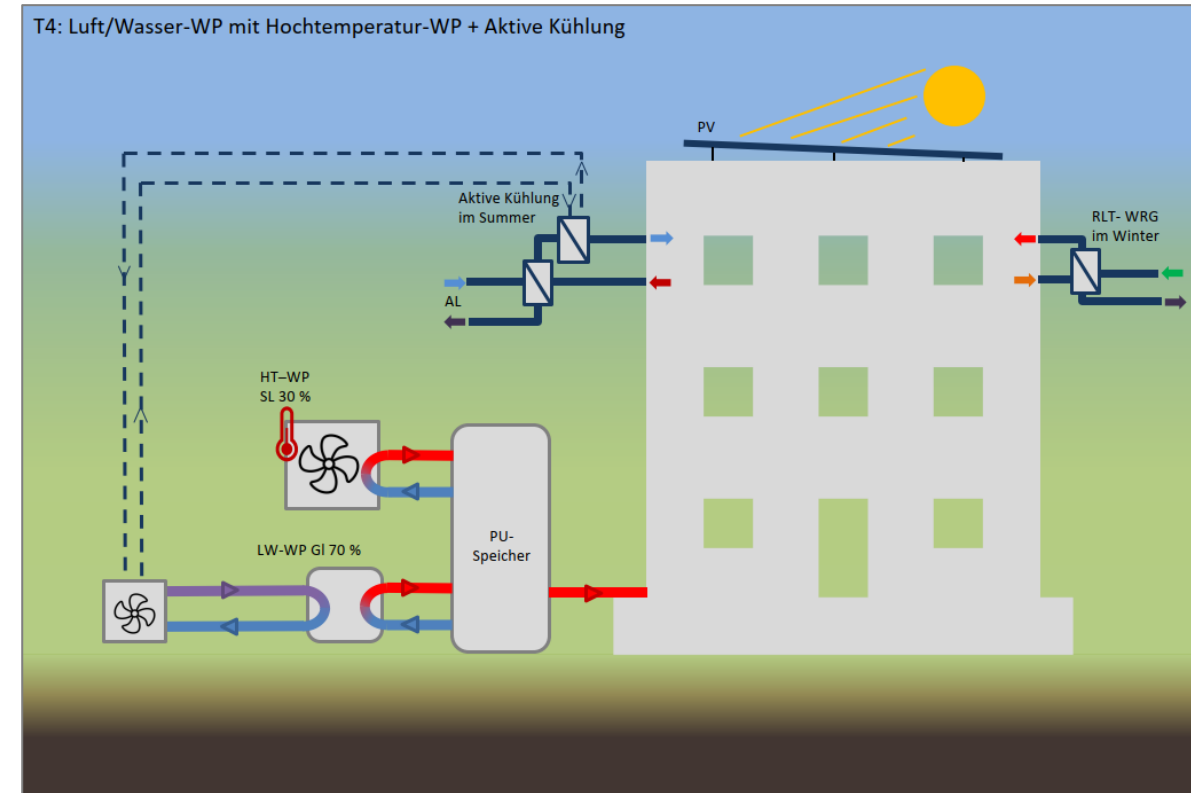 T4: Luft/Wasser-WP mit Hochtemperatur-WP + Aktive Kühlung
PV
Aktive Kühlung
im Summer
RLT- WRG
im Winter
AL
HT–WP
SL 30 %
LW-WP Gl 70 %
PU-
Speicher